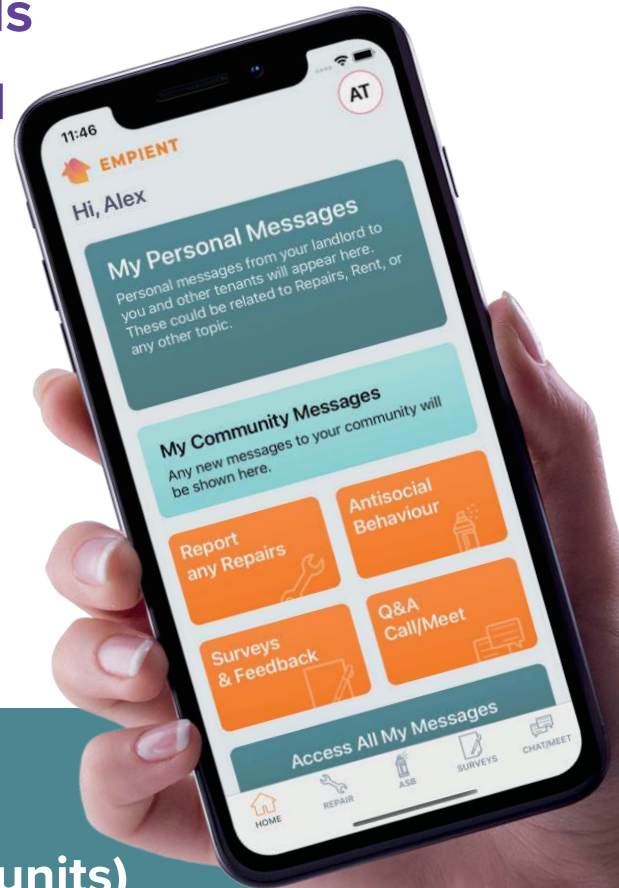 11:46
AT
EMPIENT
Hi, Alex
My Personal Messages
Personal messages from your landlord to
you and other tenants will appear here.
These could be related to Repairs, Rent, or
any other topic.
My Community Messages
Any new messages to your community will
be shown here.
Report
any Repairs
Antisocial
Behaviour
Surveys
& Feedback
Q&A
Call/Meet
Access All My Messages
HOME
REPAIR
ASB
SURVEYS
CHAT/MEET
units)